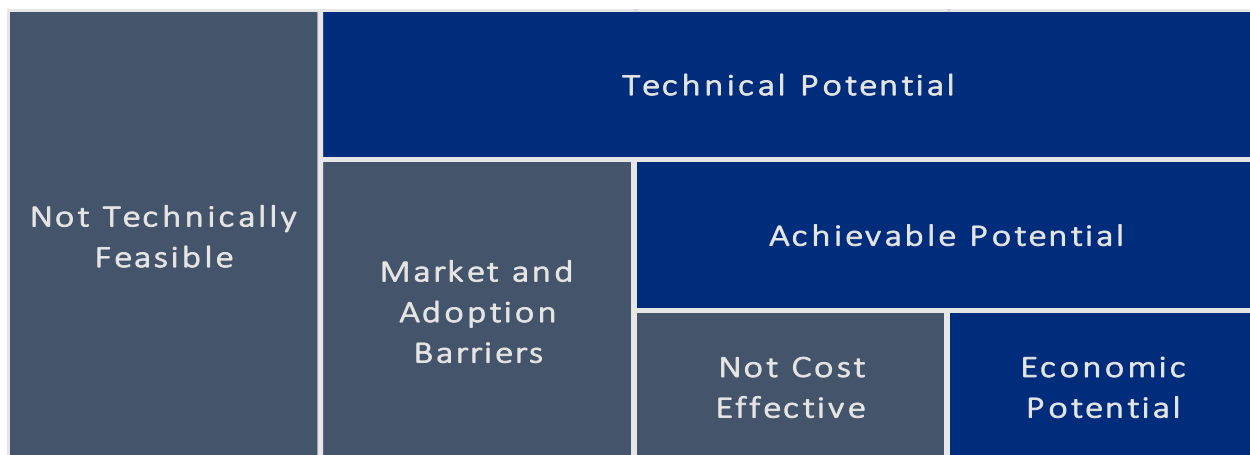 Technical Potential
Not Technically
Feasible
Achievable Potential
Market and
Adoption
Barriers
Not Cost
Effective
Economic
Potential